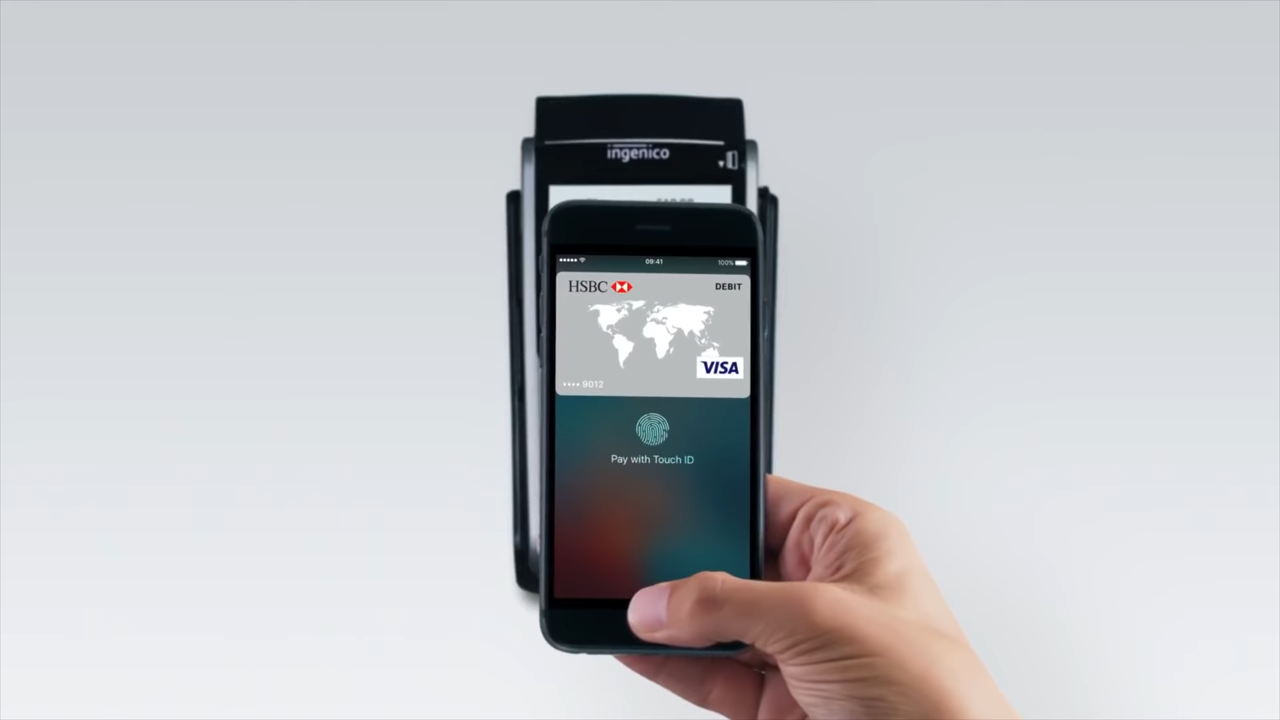 ingenico
09:41
100%
HSBC
DEBIT
VISA
•••• 9012
Pay with Touch ID